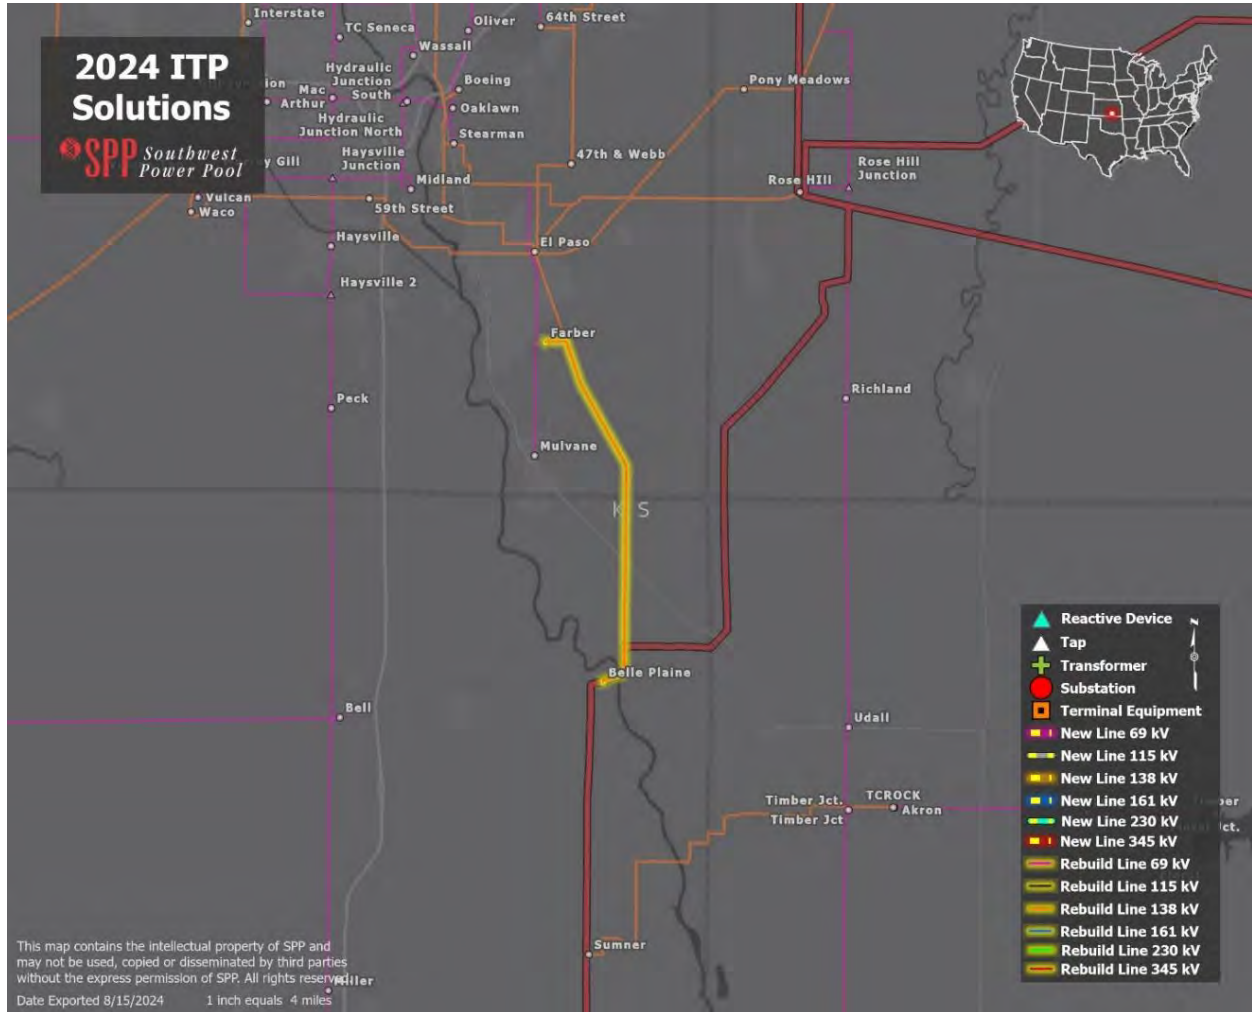 Interstate
TC Seneca
Oliver
64th Street
Wassall
2024 ITP
Solutions
SPP Southwest
Power Pool
Hydraulic
Junction
South
Mac
Arthur
Hydraulic
Junction North
Boeing
Oaklawn
Stearman
Pony Meadows
Gill
Haysville
Junction
Midland
47th & Webb
Rose Hill
Rose Hill
Junction
Vulcan
Waco
59th Street
Haysville
El Paso
Haysville 2
Farber
Peck
Richland
Mulvane
K S
Belle Plaine
Bell
Udall
Timber Jct.
Timber Jct
TCROCK
Akron
Jct.
Sumner
Miller
Reactive Device
Tap
Transformer
Substation
Terminal Equipment
New Line 69 kV
New Line 115 kV
New Line 138 kV
New Line 161 kV
New Line 230 kV
New Line 345 kV
Rebuild Line 69 kV
Rebuild Line 115 kV
Rebuild Line 138 kV
Rebuild Line 161 kV
Rebuild Line 230 kV
Rebuild Line 345 kV
N
This map contains the intellectual property of SPP and
may not be used, copied or disseminated by third parties
without the express permission of SPP. All rights reserved.
Date Exported 8/15/2024 1 inch equals 4 miles